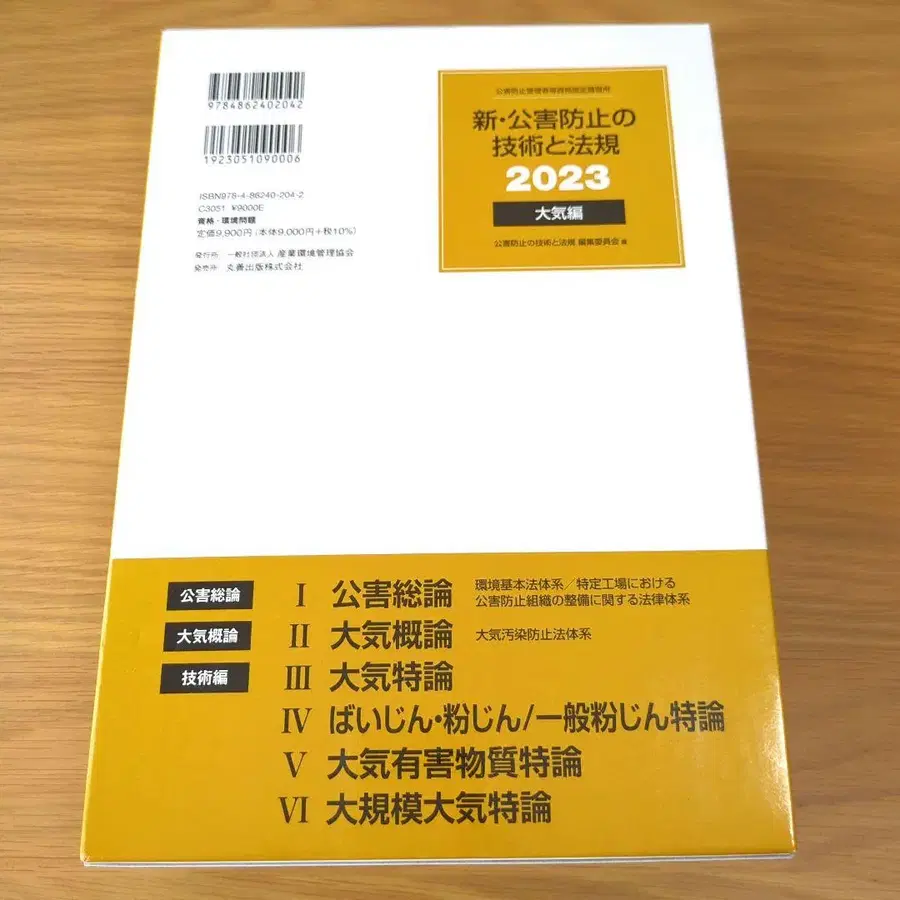 9784862402042
1923051090006
ISBN978-4-86240-204-2
C3051 ¥9000E
資格・環境問題
定価9,900円(本体9,000円+税10%)
発行所 一般社団法人 産業環境管理協会
発売所 丸善出版株式会社
公害防止管理者等資格認定講習用
新・公害防止の
技術と法規
2023
大気編
公害防止の技術と法規 編集委員会 編
公害総論 Ⅰ 公害総論 環境基本法体系/特定工場における
公害防止組織の整備に関する法律体系
大気概論 Ⅱ 大気概論 大気汚染防止法体系
技術編 Ⅲ 大気特論
Ⅳ ばいじん・粉じん/一般粉じん特論
Ⅴ 大気有害物質特論
Ⅵ 大規模大気特論